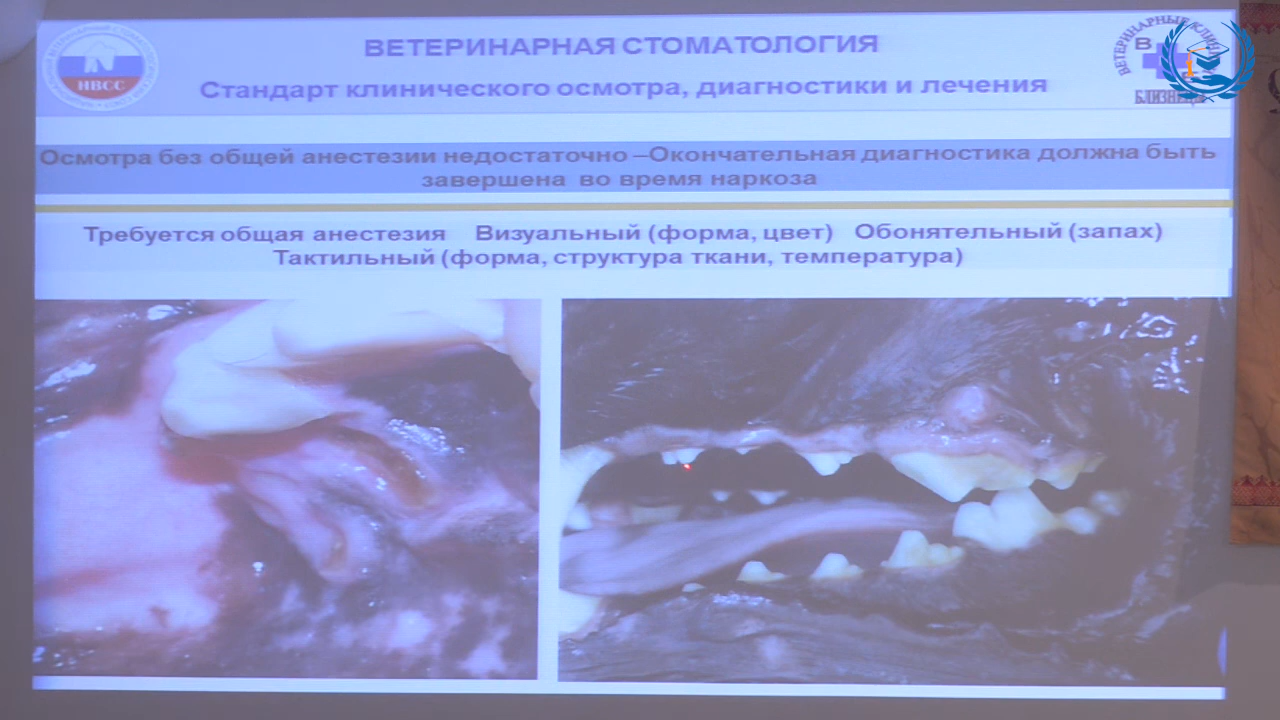 ВЕТЕРИНАРНАЯ СТОМАТОЛОГИЯ
Стандарт клинического осмотра, диагностики и лечения
НВСС
ВЕТЕРИНАРНЫЕ
В
БЛИЗНЕЦЫ
Осмотра без общей анестезии недостаточно –Окончательная диагностика должна быть
завершена во время наркоза
Требуется общая анестезия Визуальный (форма, цвет) Обонятельный (запах)
Тактильный (форма, структура ткани, температура)